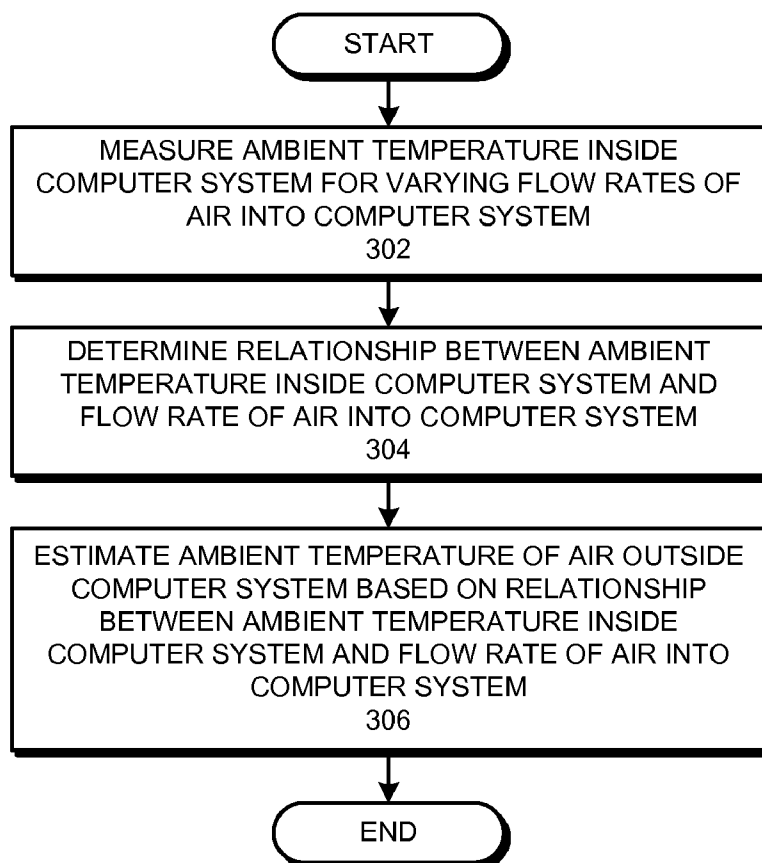 START
MEASURE AMBIENT TEMPERATURE INSIDE
COMPUTER SYSTEM FOR VARYING FLOW RATES OF
AIR INTO COMPUTER SYSTEM
302
DETERMINE RELATIONSHIP BETWEEN AMBIENT
TEMPERATURE INSIDE COMPUTER SYSTEM AND
FLOW RATE OF AIR INTO COMPUTER SYSTEM
304
ESTIMATE AMBIENT TEMPERATURE OF AIR OUTSIDE
COMPUTER SYSTEM BASED ON RELATIONSHIP
BETWEEN AMBIENT TEMPERATURE INSIDE
COMPUTER SYSTEM AND FLOW RATE OF AIR INTO
COMPUTER SYSTEM
306
END